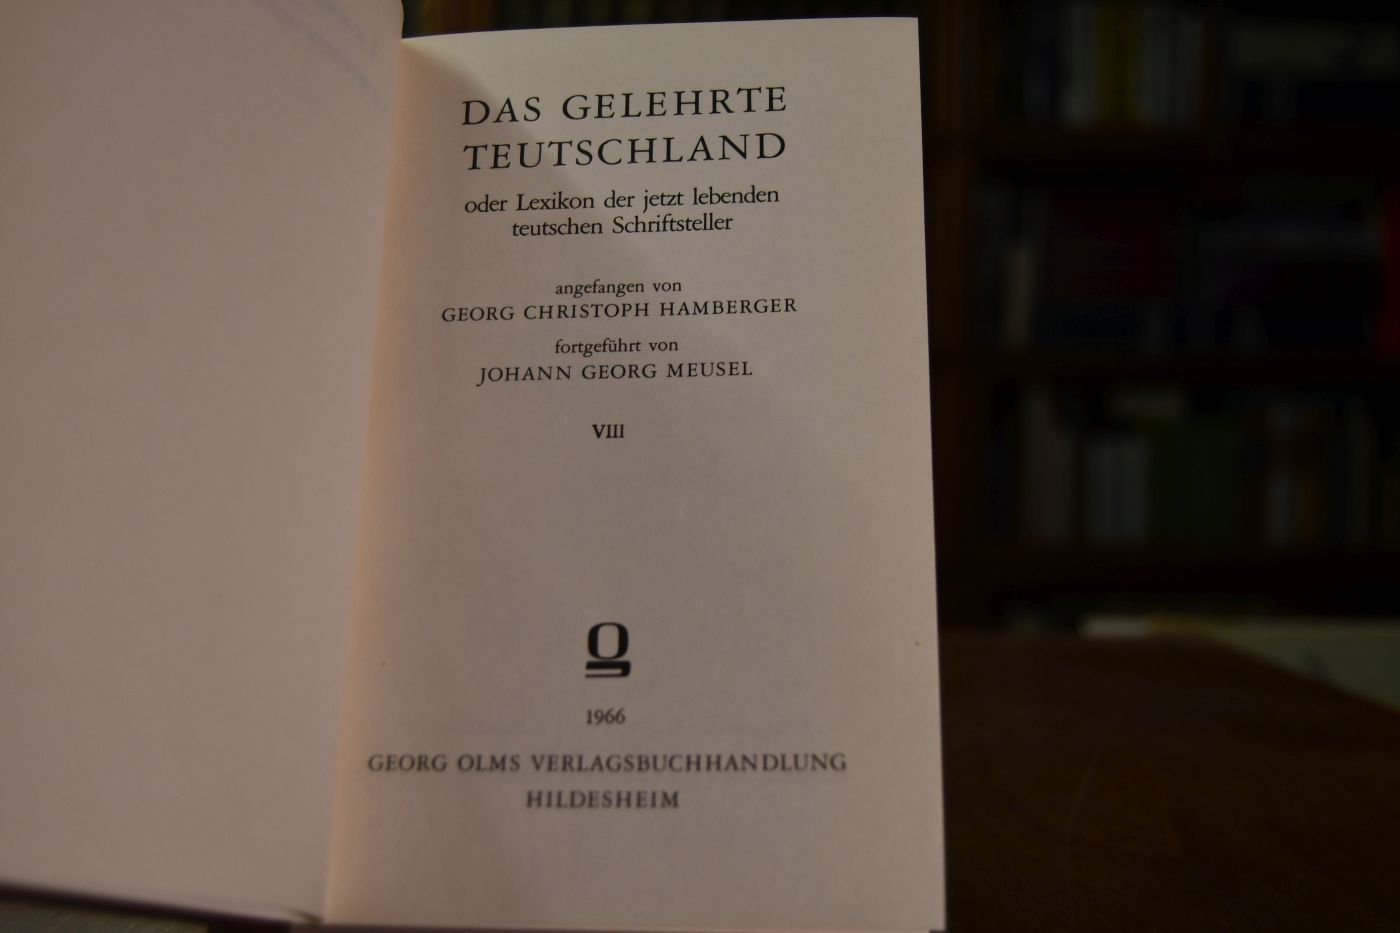 DAS GELEHRTE
TEUTSCHLAND
oder Lexikon der jetzt lebenden
teutschen Schriftsteller
angefangen von
GEORG CHRISTOPH HAMBERGER
fortgeführt von
JOHANN GEORG MEUSEL
VIII
1966
GEORG OLMS VERLAGSBUCHHANDLUNG
HILDESHEIM